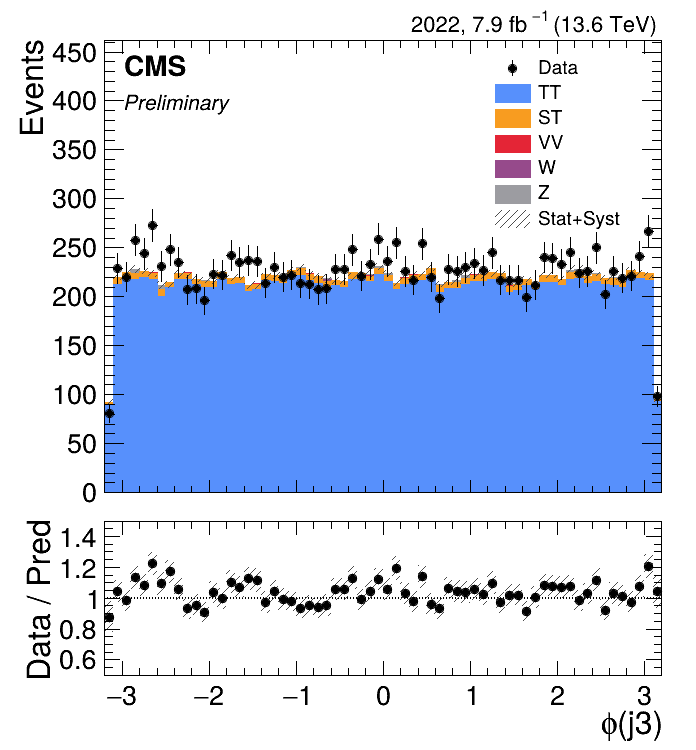 2022, 7.9 fb⁻¹ (13.6 TeV)
Events
450
400
350
300
250
200
150
100
50
0
CMS
Preliminary
Data
TT
ST
VV
W
Z
Stat+Syst
Data / Pred
1.4
1.2
1
0.8
0.6
−3 −2 −1 0 1 2 3
ϕ(j3)